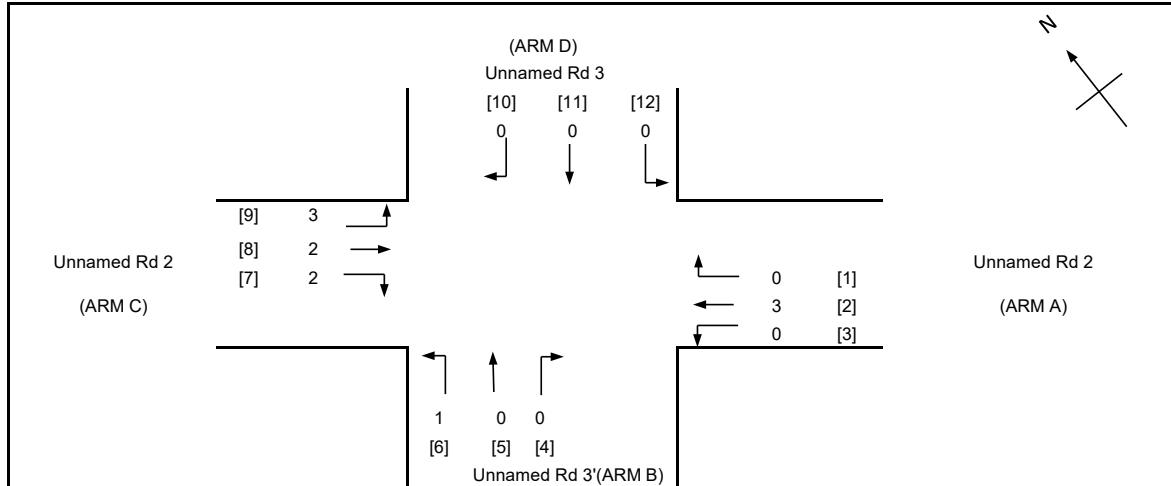 N
(ARM D)
Unnamed Rd 3
[10] [11] [12]
0 0 0
[9] 3
[8] 2
[7] 2
Unnamed Rd 2
(ARM C)
Unnamed Rd 2
(ARM A)
0 [1]
3 [2]
0 [3]
1 0 0
[6] [5] [4]
Unnamed Rd 3'(ARM B)